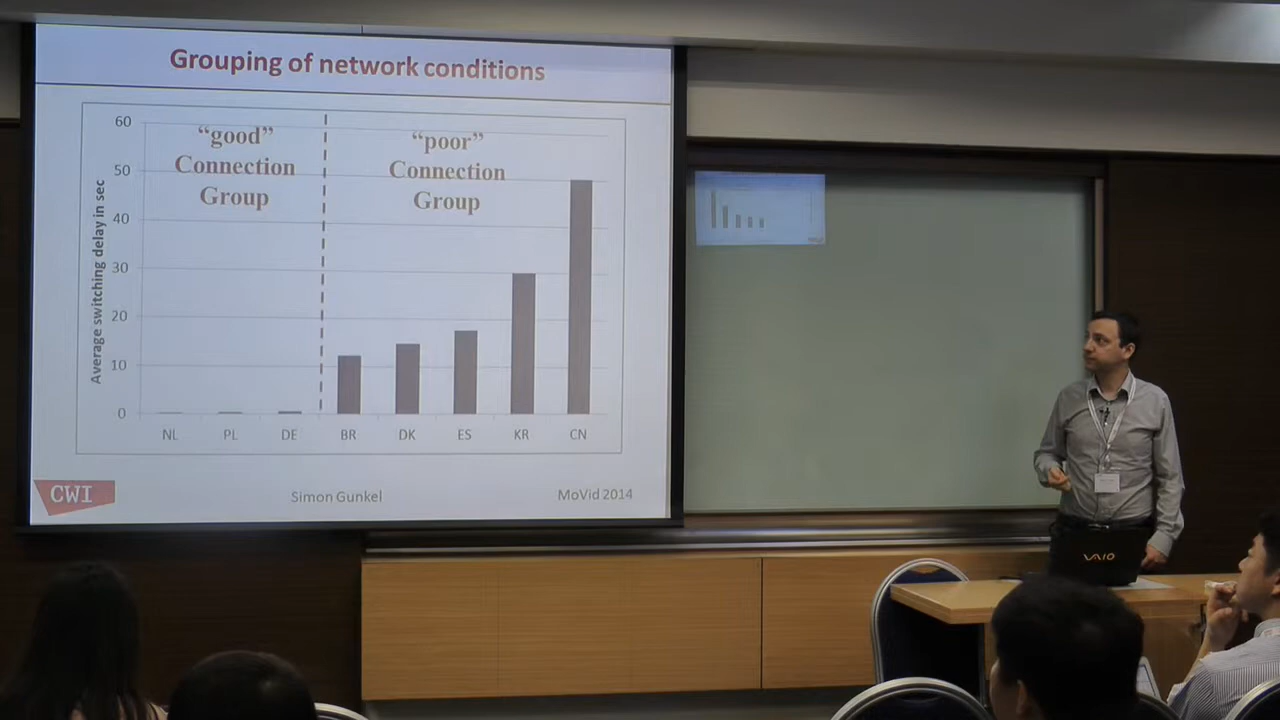 Grouping of network conditions
“good”
Connection
Group
“poor”
Connection
Group
Average switching delay in sec
60
50
40
30
20
10
0
NL PL DE BR DK ES KR CN
CWI
Simon Gunkel
MoVid 2014
VAIO